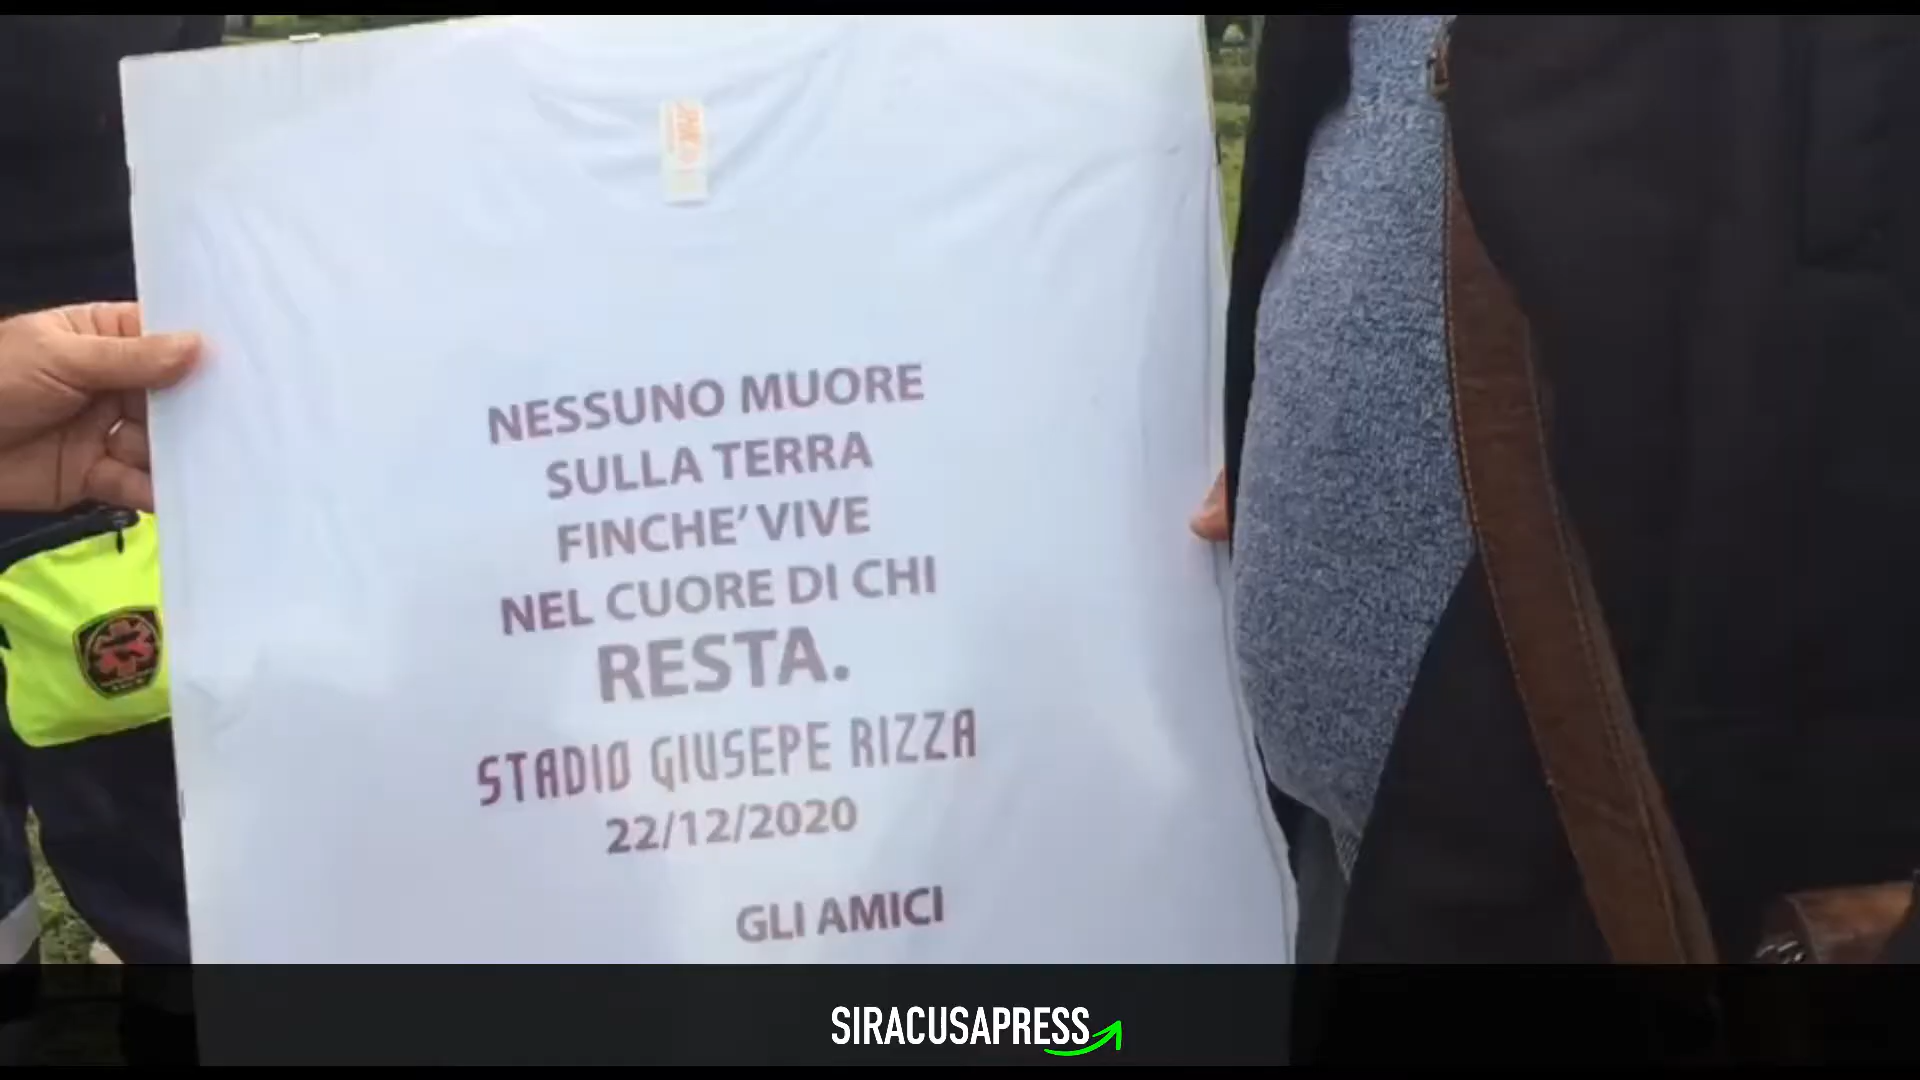 NESSUNO MUORE
SULLA TERRA
FINCHE' VIVE
NEL CUORE DI CHI
RESTA.
STADIO GIUSEPE RIZZA
22/12/2020
GLI AMICI
SIRACUSAPRESS